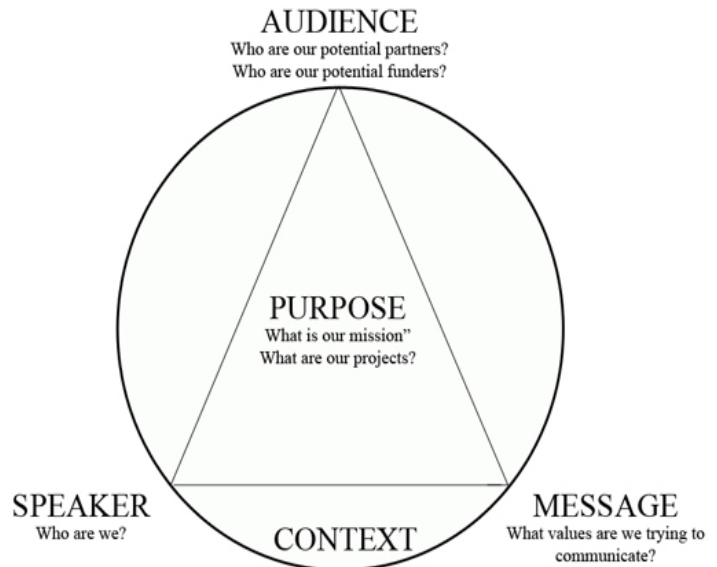 AUDIENCE
Who are our potential partners?
Who are our potential funders?
PURPOSE
What is our mission”
What are our projects?
SPEAKER
Who are we?
CONTEXT
MESSAGE
What values are we trying to
communicate?